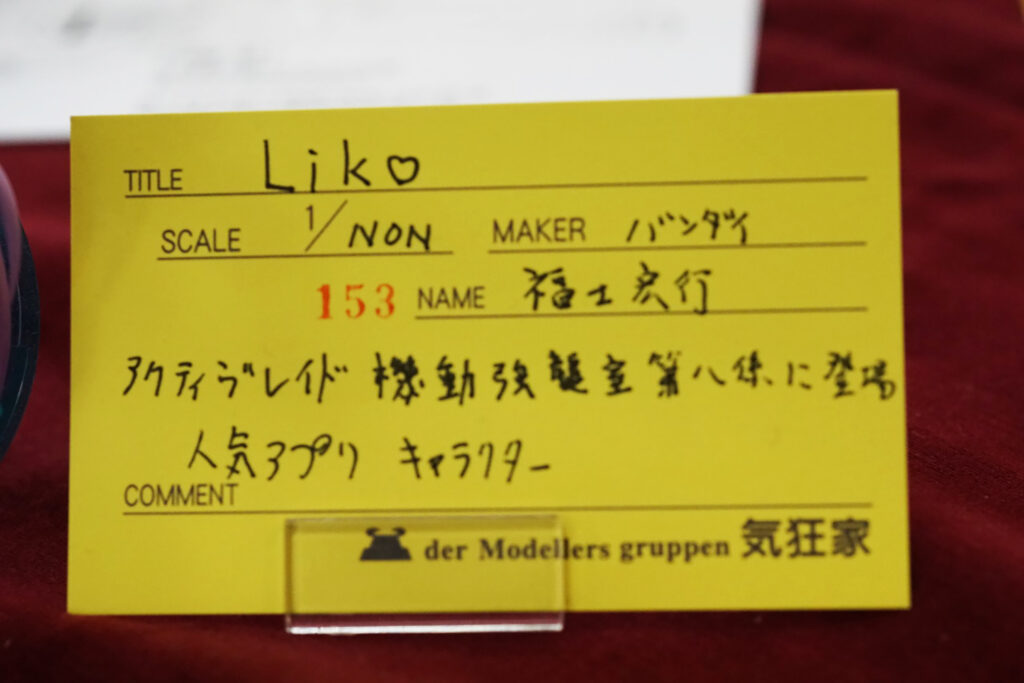 TITLE Lik♡
SCALE 1/NON MAKER バンダイ
153 NAME 福士宏行
アクティヴレイド 機動強襲室第八係に登場
人気アプリ キャラクター
COMMENT
der Modellers gruppen 気狂家